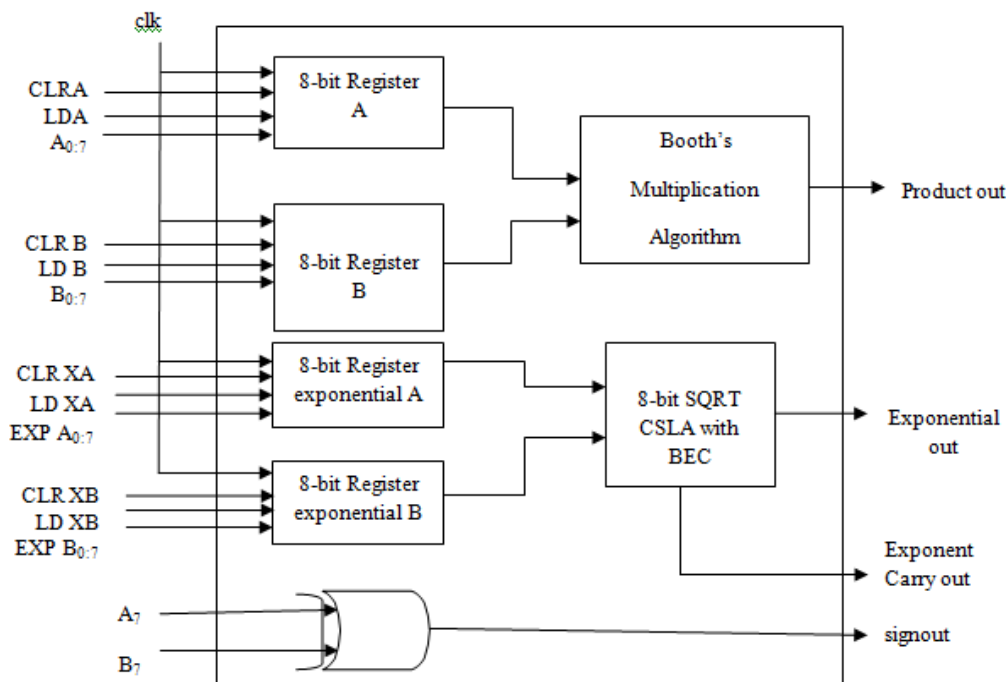 clk
CLRA
LDA
A0:7
8-bit Register
A
Booth's
Multiplication
Algorithm
Product out
CLR B
LD B
B0:7
8-bit Register
B
CLR XA
LD XA
EXP A0:7
8-bit Register
exponential A
8-bit SQRT
CSLA with
BEC
Exponential
out
CLR XB
LD XB
EXP B0:7
8-bit Register
exponential B
Exponent
Carry out
A7
B7
signout